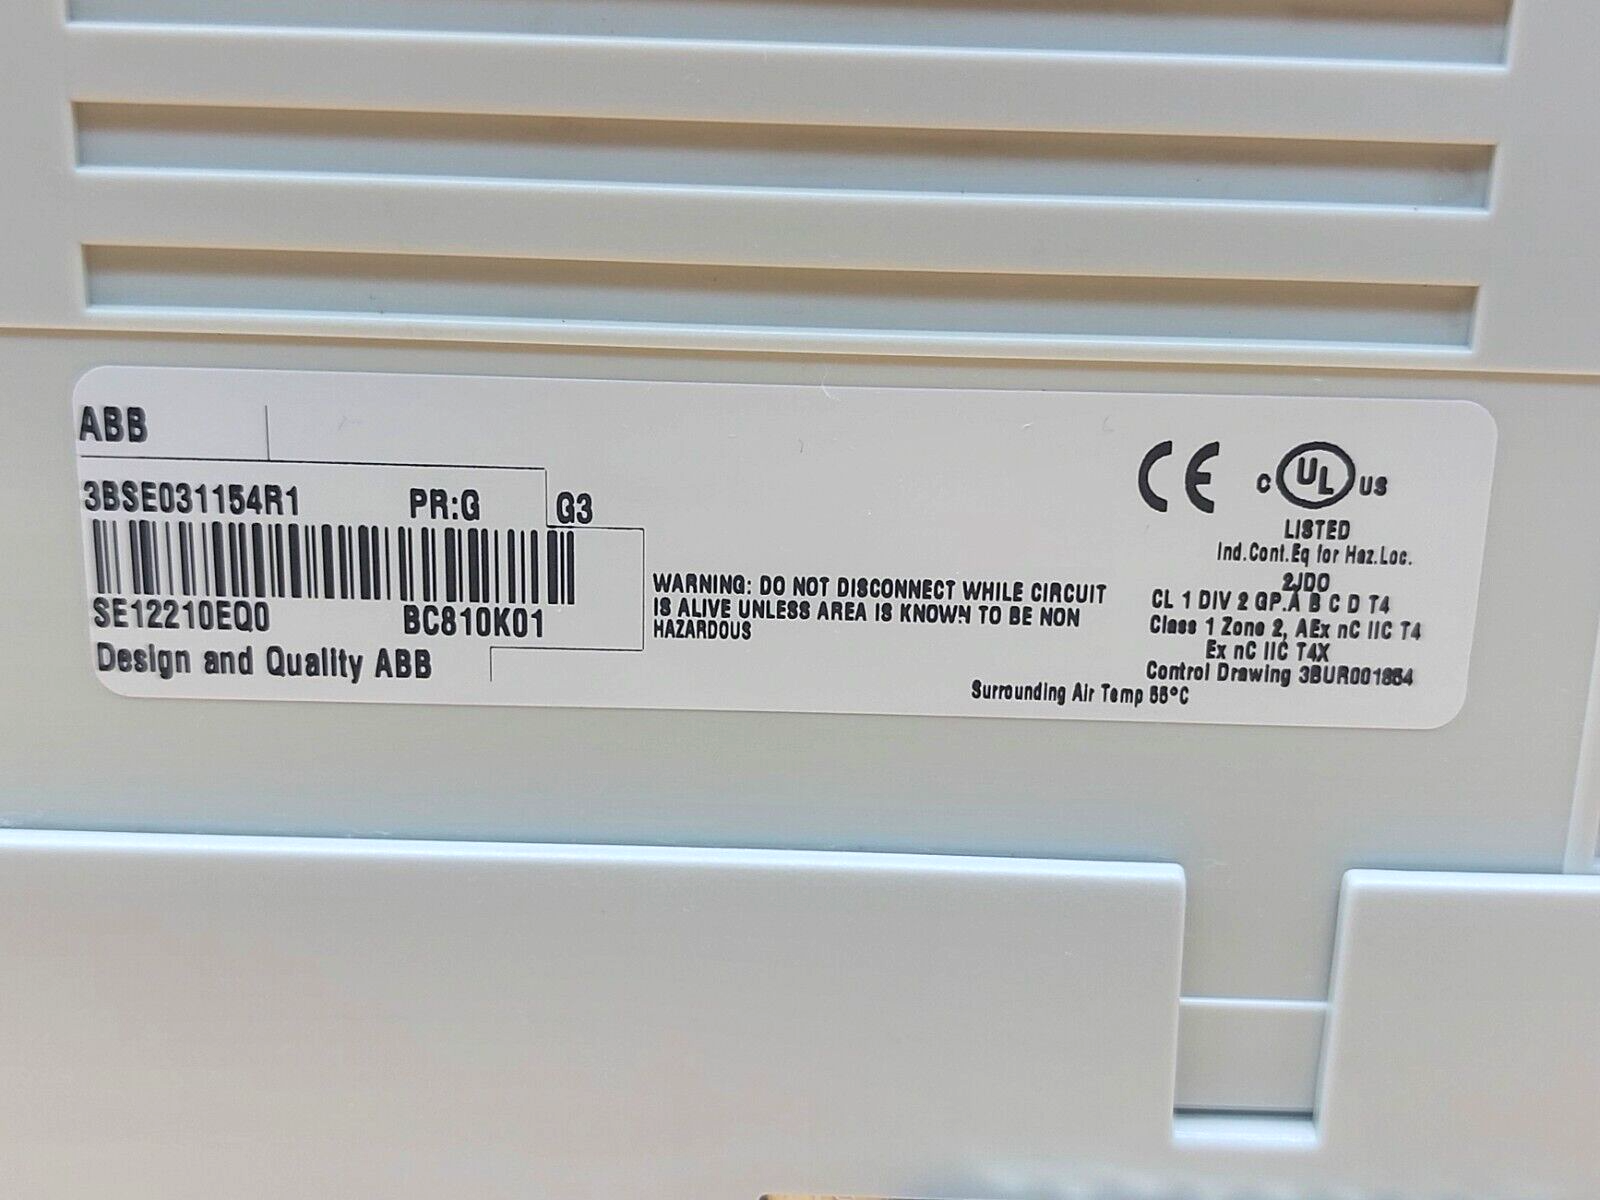 ABB
3BSE031154R1 PR:G G3
SE12210EQ0 BC810K01
Design and Quality ABB
WARNING: DO NOT DISCONNECT WHILE CIRCUIT
IS ALIVE UNLESS AREA IS KNOWN TO BE NON
HAZARDOUS
CE
C UL US
LISTED
Ind.Cont.Eq for Haz.Loc.
2JD0
CL 1 DIV 2 GP.A B C D T4
Class 1 Zone 2, AEx nC IIC T4
Ex nC IIC T4X
Control Drawing 3BUR001854
Surrounding Air Temp 55°C